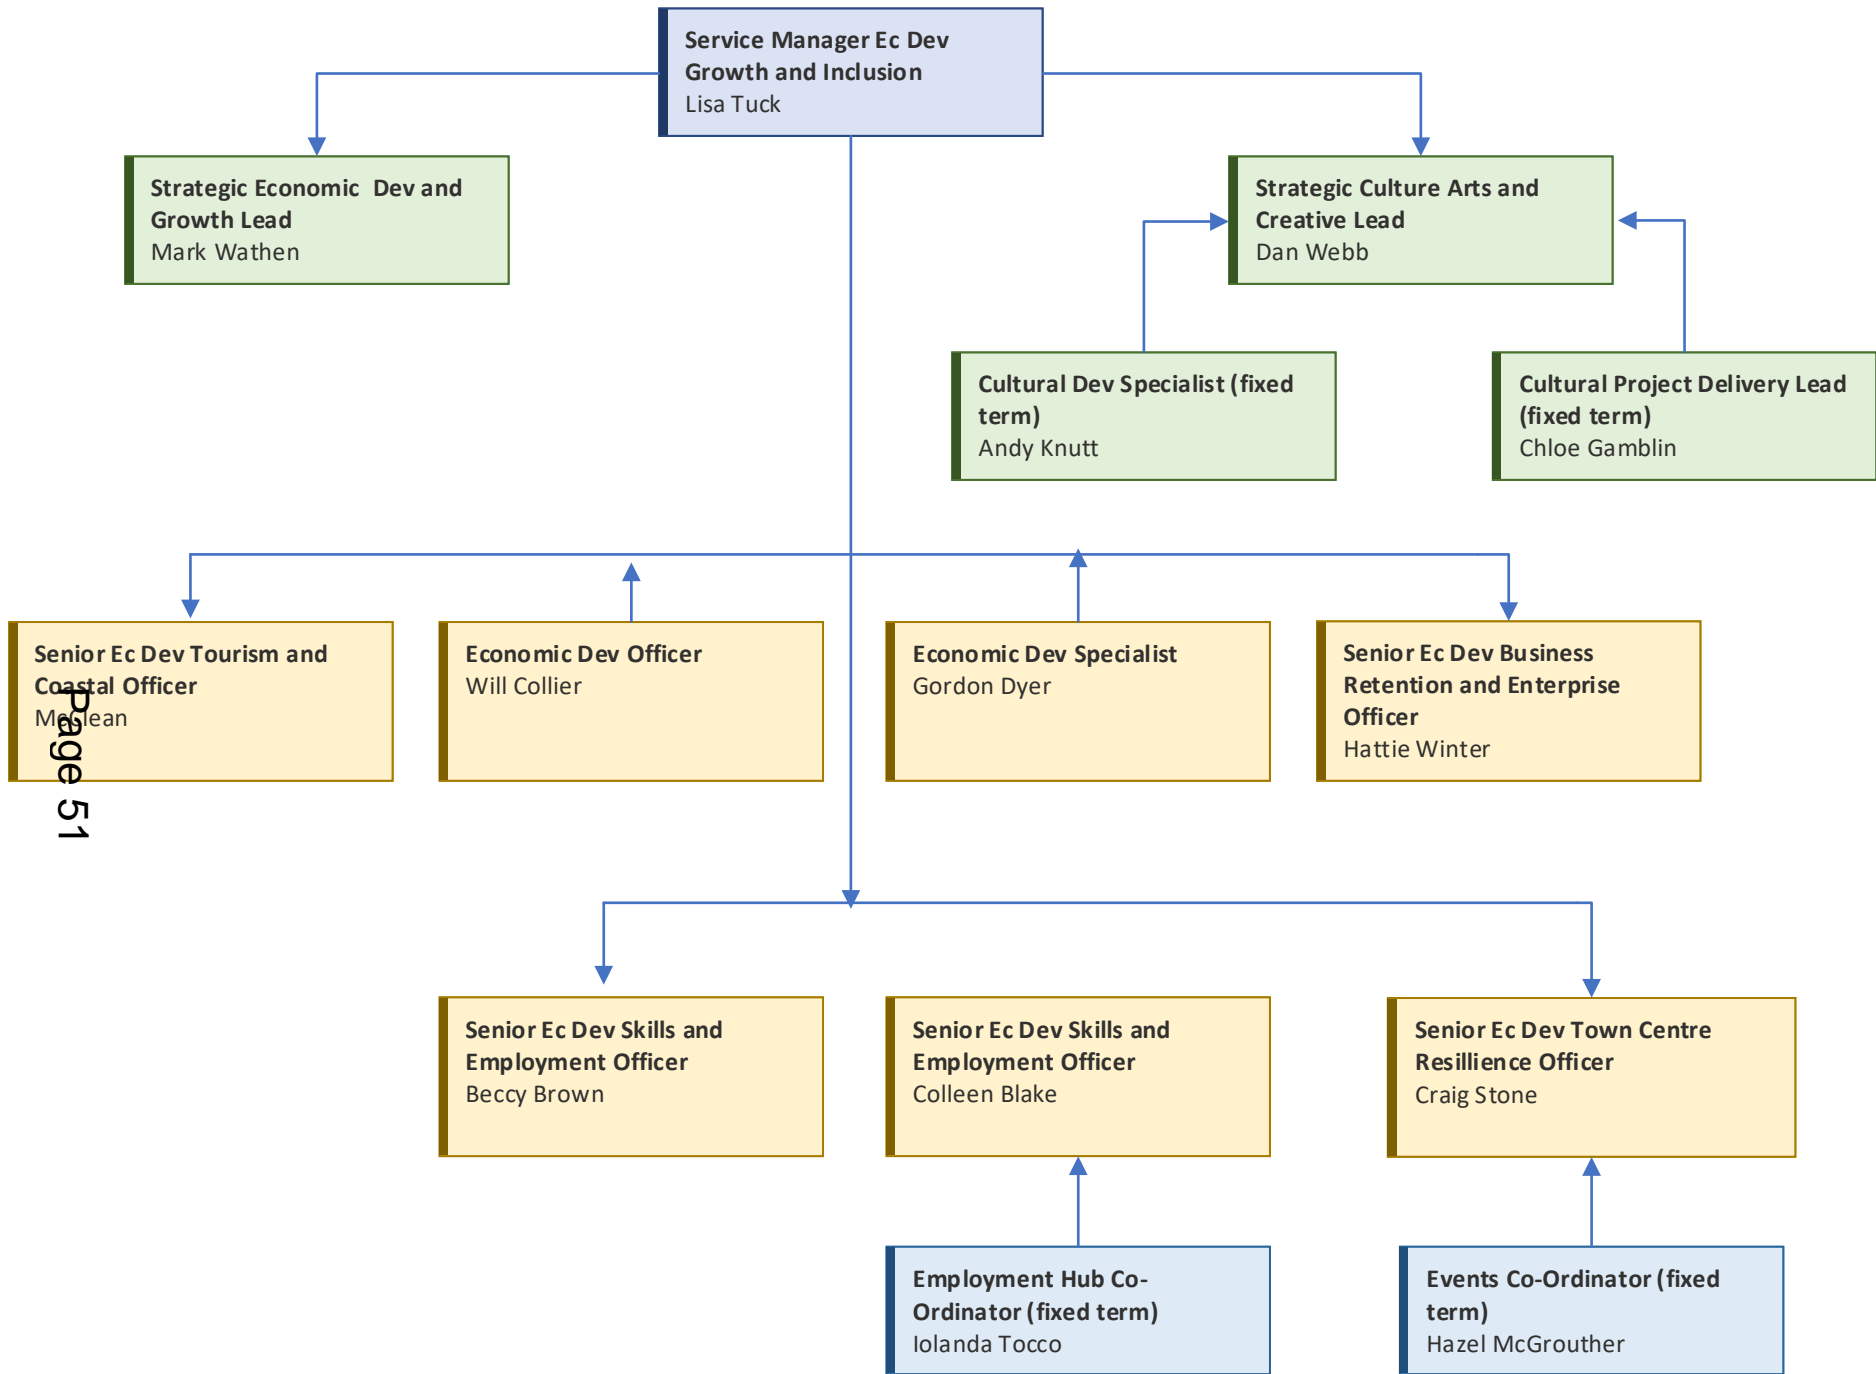 Service Manager Ec Dev
Growth and Inclusion
Lisa Tuck
Strategic Economic Dev and
Growth Lead
Mark Wathen
Strategic Culture Arts and
Creative Lead
Dan Webb
Cultural Dev Specialist (fixed
term)
Andy Knutt
Cultural Project Delivery Lead
(fixed term)
Chloe Gamblin
Senior Ec Dev Tourism and
Coastal Officer
McClean
Economic Dev Officer
Will Collier
Economic Dev Specialist
Gordon Dyer
Senior Ec Dev Business
Retention and Enterprise
Officer
Hattie Winter
Page 51
Senior Ec Dev Skills and
Employment Officer
Beccy Brown
Senior Ec Dev Skills and
Employment Officer
Colleen Blake
Senior Ec Dev Town Centre
Resillience Officer
Craig Stone
Employment Hub Co-
Ordinator (fixed term)
Iolanda Tocco
Events Co-Ordinator (fixed
term)
Hazel McGrouther